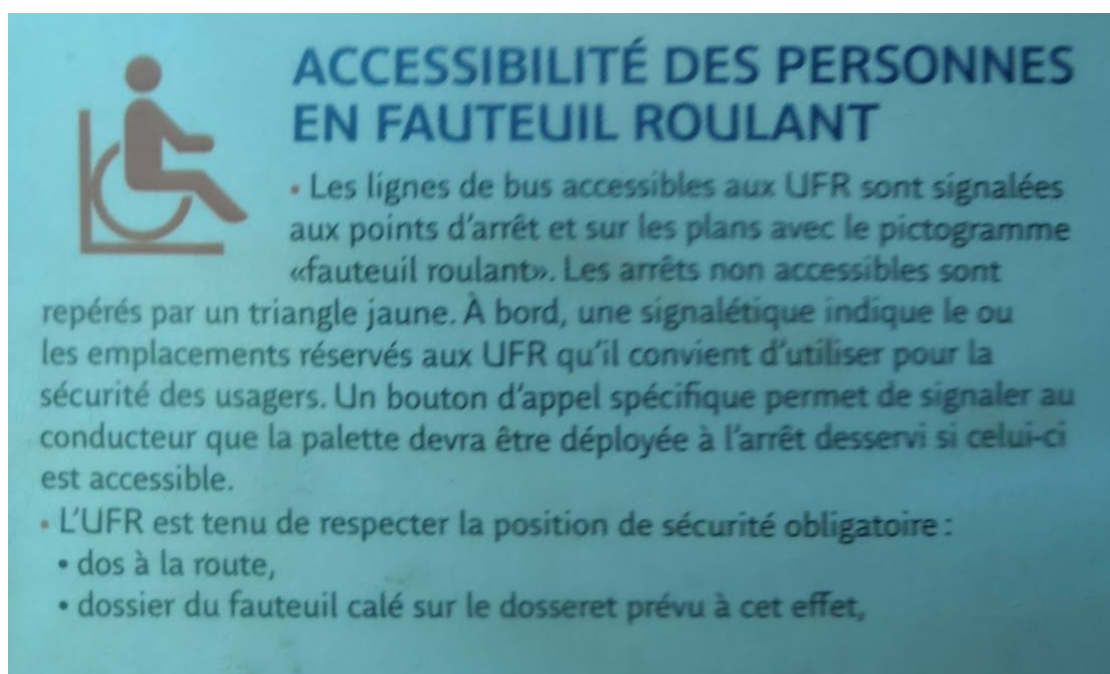 ACCESSIBILITÉ DES PERSONNES
EN FAUTEUIL ROULANT
• Les lignes de bus accessibles aux UFR sont signalées
aux points d'arrêt et sur les plans avec le pictogramme
«fauteuil roulant». Les arrêts non accessibles sont
repérés par un triangle jaune. À bord, une signalétique indique le ou
les emplacements réservés aux UFR qu'il convient d'utiliser pour la
sécurité des usagers. Un bouton d'appel spécifique permet de signaler au
conducteur que la palette devra être déployée à l'arrêt desservi si celui-ci
est accessible.
• L'UFR est tenu de respecter la position de sécurité obligatoire :
• dos à la route,
• dossier du fauteuil calé sur le dosseret prévu à cet effet,